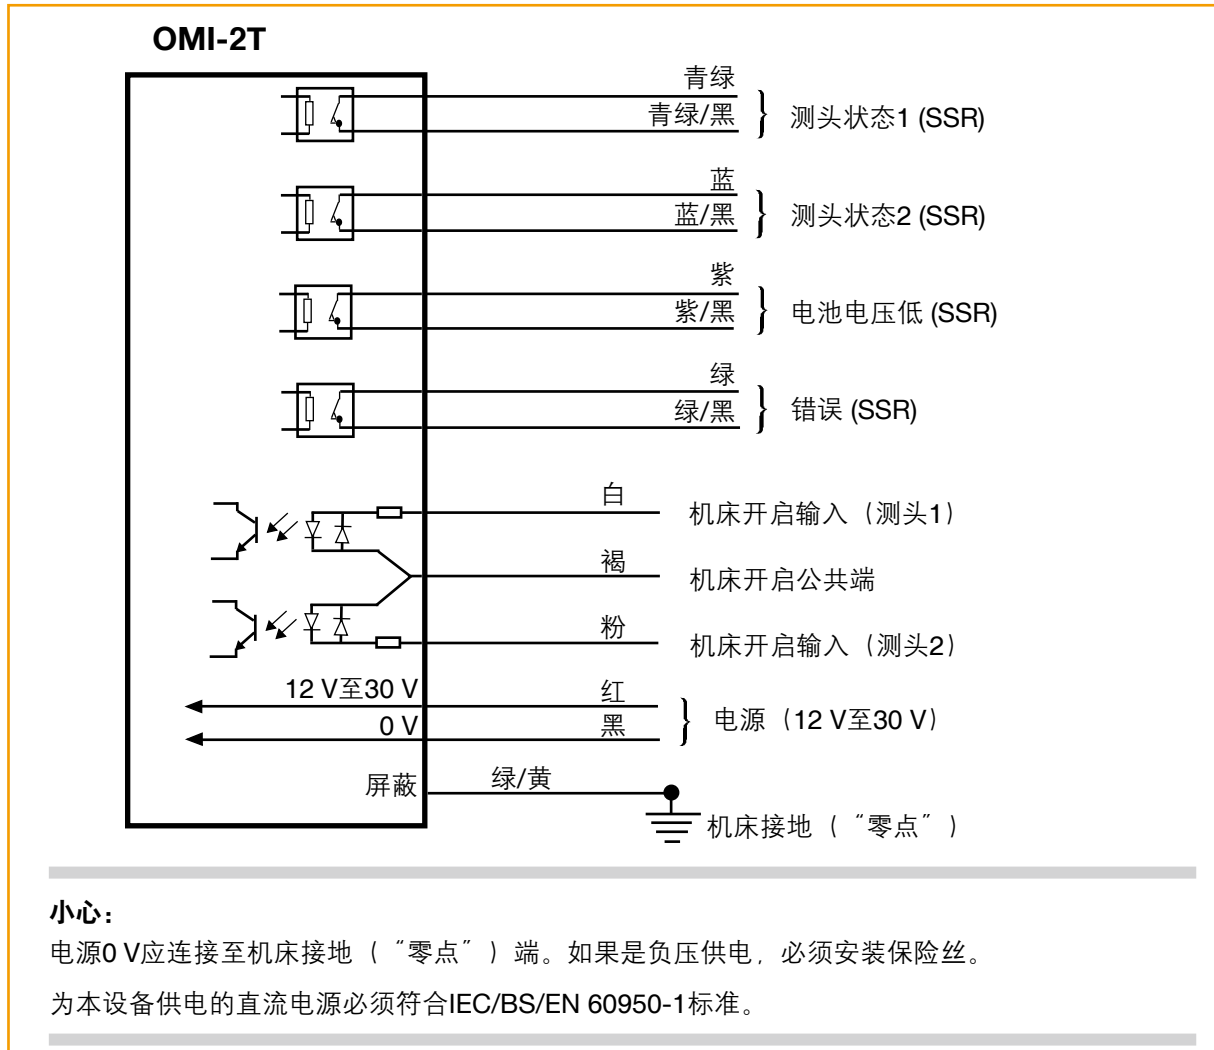 OMI-2T
青绿
青绿/黑
测头状态1 (SSR)
蓝
蓝/黑
测头状态2 (SSR)
紫
紫/黑
电池电压低 (SSR)
绿
绿/黑
错误 (SSR)
白
机床开启输入（测头1）
褐
机床开启公共端
粉
机床开启输入（测头2）
12 V至30 V
红
0 V
黑
电源（12 V至30 V）
屏蔽
绿/黄
机床接地（“零点”）
小心：
电源0 V应连接至机床接地（“零点”）端。如果是负压供电，必须安装保险丝。
为本设备供电的直流电源必须符合IEC/BS/EN 60950-1标准。